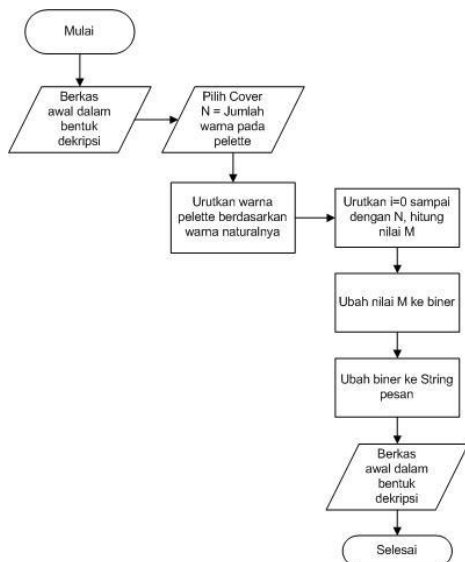 Mulai
Berkas
awal dalam
bentuk
dekripsi
Pilih Cover
N = Jumlah
warna pada
pelette
Urutkan warna
pelette berdasarkan
warna naturalnya
Urutkan i=0 sampai
dengan N, hitung
nilai M
Ubah nilai M ke biner
Ubah biner ke String
pesan
Berkas
awal dalam
bentuk
dekripsi
Selesai